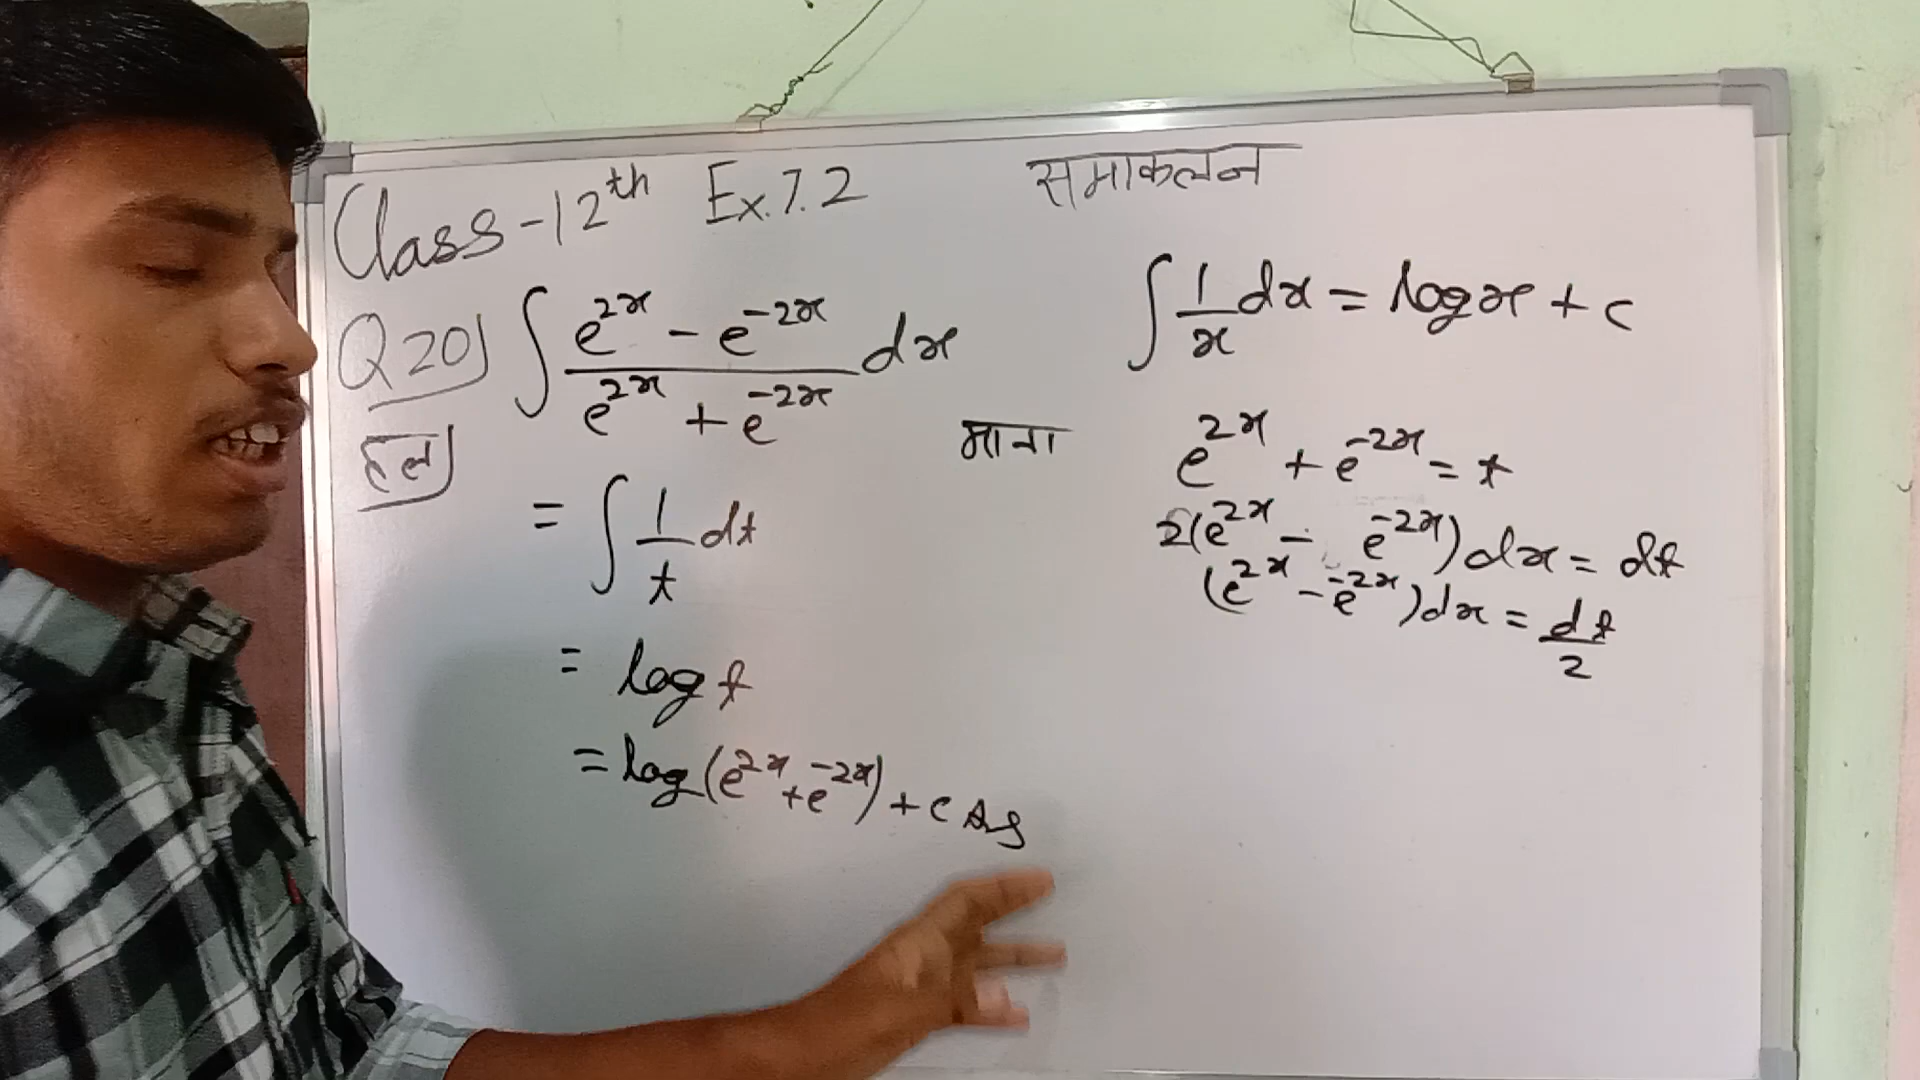 Class-12th Ex.7.2 समाकलन
Q20) ∫ (e^2x - e^-2x)/(e^2x + e^-2x) dx
हल)
= ∫ 1/t dt
= log t
= log(e^2x + e^-2x) + c Ans
∫ 1/x dx = log x + c
माना e^2x + e^-2x = t
2(e^2x - e^-2x)dx = dt
(e^2x - e^-2x)dx = dt/2